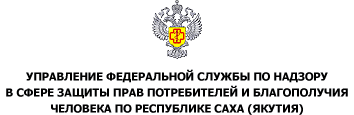 УПРАВЛЕНИЕ ФЕДЕРАЛЬНОЙ СЛУЖБЫ ПО НАДЗОРУ
В СФЕРЕ ЗАЩИТЫ ПРАВ ПОТРЕБИТЕЛЕЙ И БЛАГОПОЛУЧИЯ
ЧЕЛОВЕКА ПО РЕСПУБЛИКЕ САХА (ЯКУТИЯ)